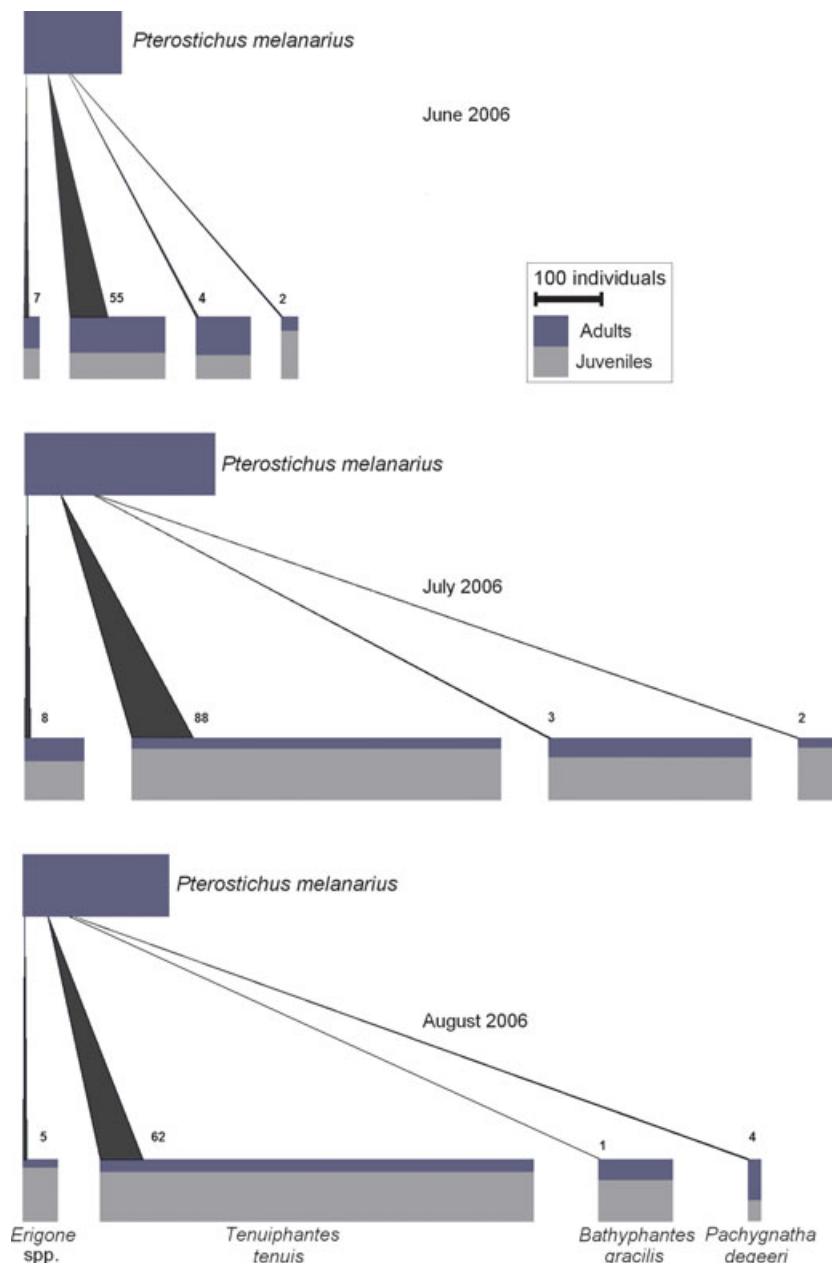 Pterostichus melanarius
June 2006
100 individuals
Adults
Juveniles
7 55 4 2
Pterostichus melanarius
July 2006
8 88 3 2
Pterostichus melanarius
August 2006
5 62 1 4
Erigone Tenuiphantes Bathyphantes Pachygnatha
spp. tenuis gracilis degeeri